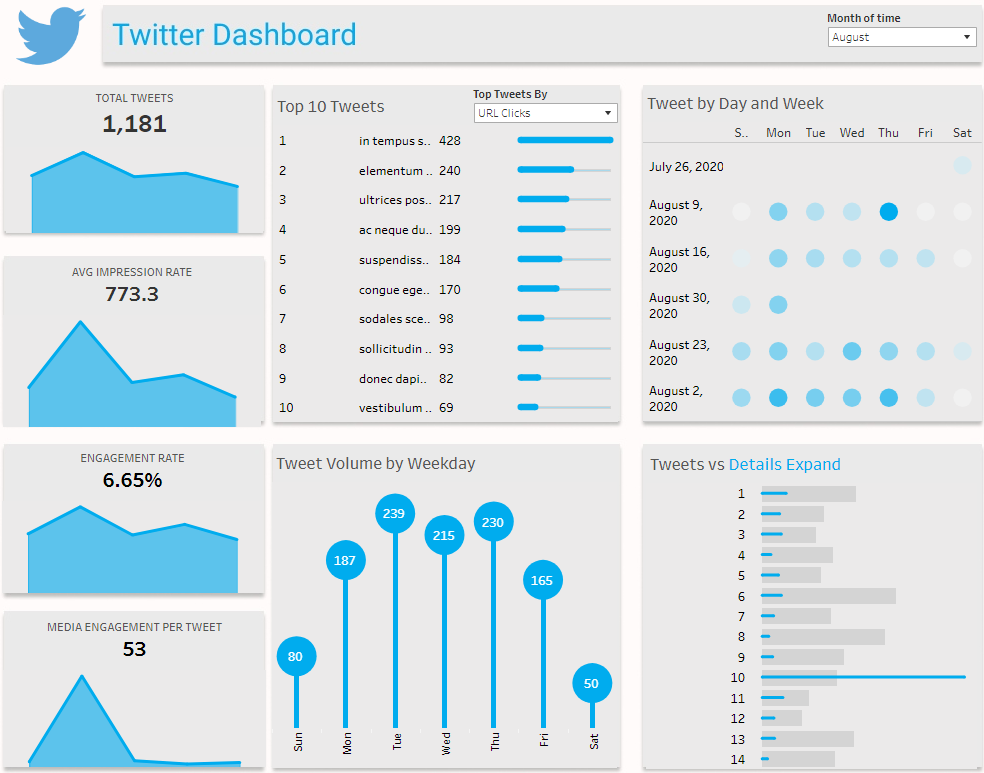 Twitter Dashboard
Month of time
August
TOTAL TWEETS
1,181
AVG IMPRESSION RATE
773.3
ENGAGEMENT RATE
6.65%
MEDIA ENGAGEMENT PER TWEET
53
Top 10 Tweets
Top Tweets By
URL Clicks
1 in tempus s.. 428
2 elementum .. 240
3 ultrices pos.. 217
4 ac neque du.. 199
5 suspendiss.. 184
6 congue ege.. 170
7 sodales sce.. 98
8 sollicitudin .. 93
9 donec dapi.. 82
10 vestibulum .. 69
Tweet by Day and Week
S.. Mon Tue Wed Thu Fri Sat
July 26, 2020
August 9,
2020
August 16,
2020
August 30,
2020
August 23,
2020
August 2,
2020
Tweet Volume by Weekday
80 187 239 215 230 165 50
Sun Mon Tue Wed Thu Fri Sat
Tweets vs Details Expand
1
2
3
4
5
6
7
8
9
10
11
12
13
14